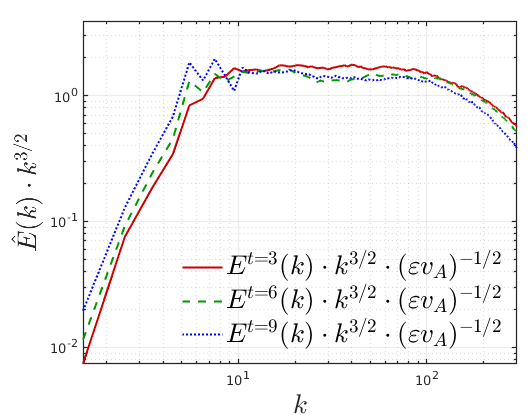 Ê(k) · k^{3/2}
10^0
10^{-1}
10^{-2}
E^{t=3}(k) · k^{3/2} · (εv_A)^{-1/2}
E^{t=6}(k) · k^{3/2} · (εv_A)^{-1/2}
E^{t=9}(k) · k^{3/2} · (εv_A)^{-1/2}
10^1 10^2
k